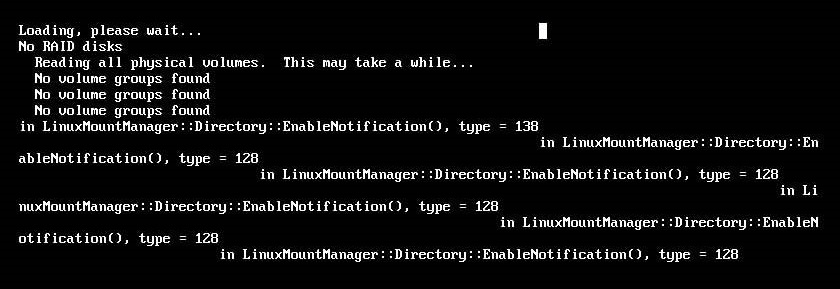 Loading, please wait...
No RAID disks
Reading all physical volumes.  This may take a while...
No volume groups found
No volume groups found
No volume groups found
in LinuxMountManager::Directory::EnableNotification(), type = 138
in LinuxMountManager::Directory::En
ableNotification(), type = 128
in LinuxMountManager::Directory::EnableNotification(), type = 128
in Li
nuxMountManager::Directory::EnableNotification(), type = 128
in LinuxMountManager::Directory::EnableN
otification(), type = 128
in LinuxMountManager::Directory::EnableNotification(), type = 128